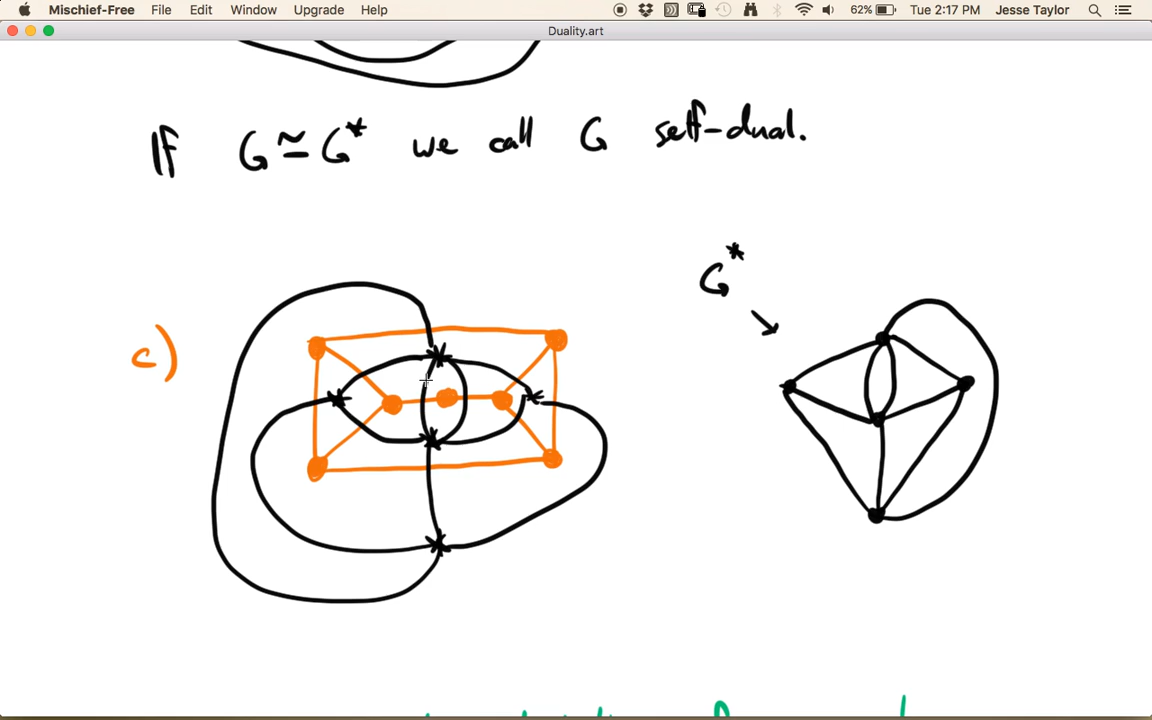 Mischief-Free File Edit Window Upgrade Help 62% Tue 2:17 PM Jesse Taylor
Duality.art
If G≅G* we call G self-dual.
G*
c)